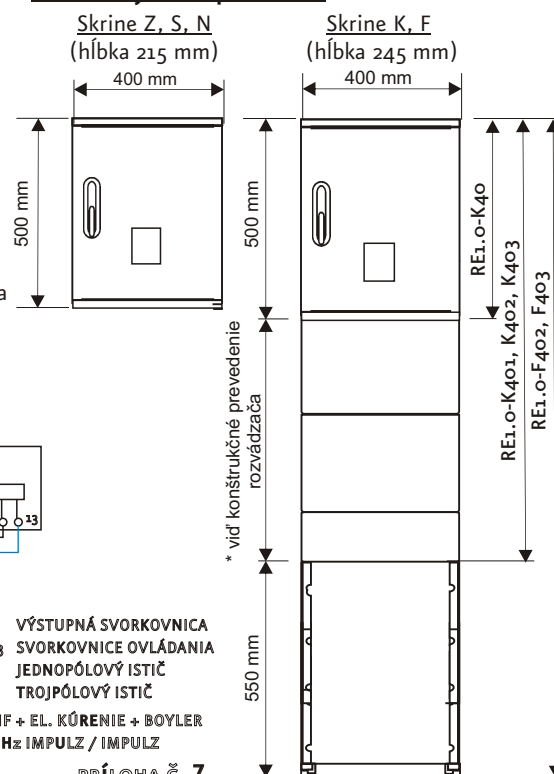 Skrine Z, S, N
(hĺbka 215 mm)
400 mm
500 mm
Skrine K, F
(hĺbka 245 mm)
400 mm
500 mm
RE1.0-K40
RE1.0-K401, K402, K403
RE1.0-F402, F403
* viď konštrukčné prevedenie
rozvádzača
550 mm
a
13
VÝSTUPNÁ SVORKOVNICA
SVORKOVNICE OVLÁDANIA
JEDNOPÓLOVÝ ISTIČ
TROJPÓLOVÝ ISTIČ
+ EL. KÚRENIE + BOYLER
Hz IMPULZ / IMPULZ